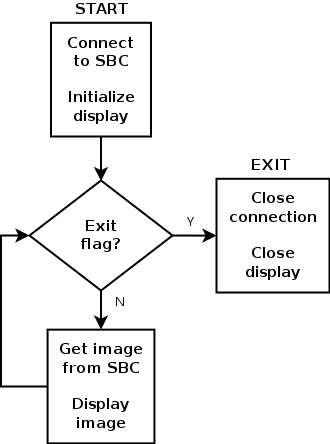 START
Connect
to SBC
Initialize
display
Exit
flag?
Y
EXIT
Close
connection
Close
display
N
Get image
from SBC
Display
image